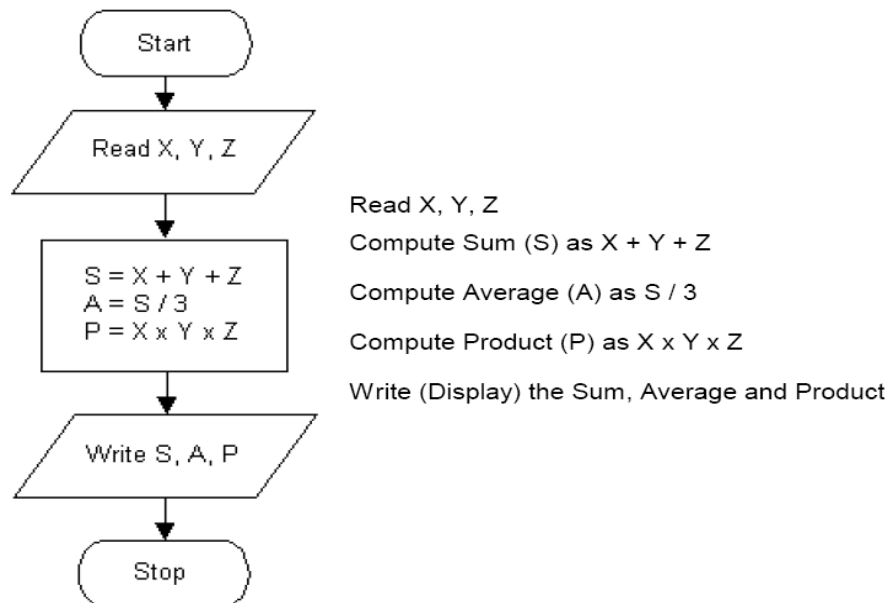 Start
Read X, Y, Z
S = X + Y + Z
A = S / 3
P = X x Y x Z
Write S, A, P
Stop
Read X, Y, Z
Compute Sum (S) as X + Y + Z
Compute Average (A) as S / 3
Compute Product (P) as X x Y x Z
Write (Display) the Sum, Average and Product